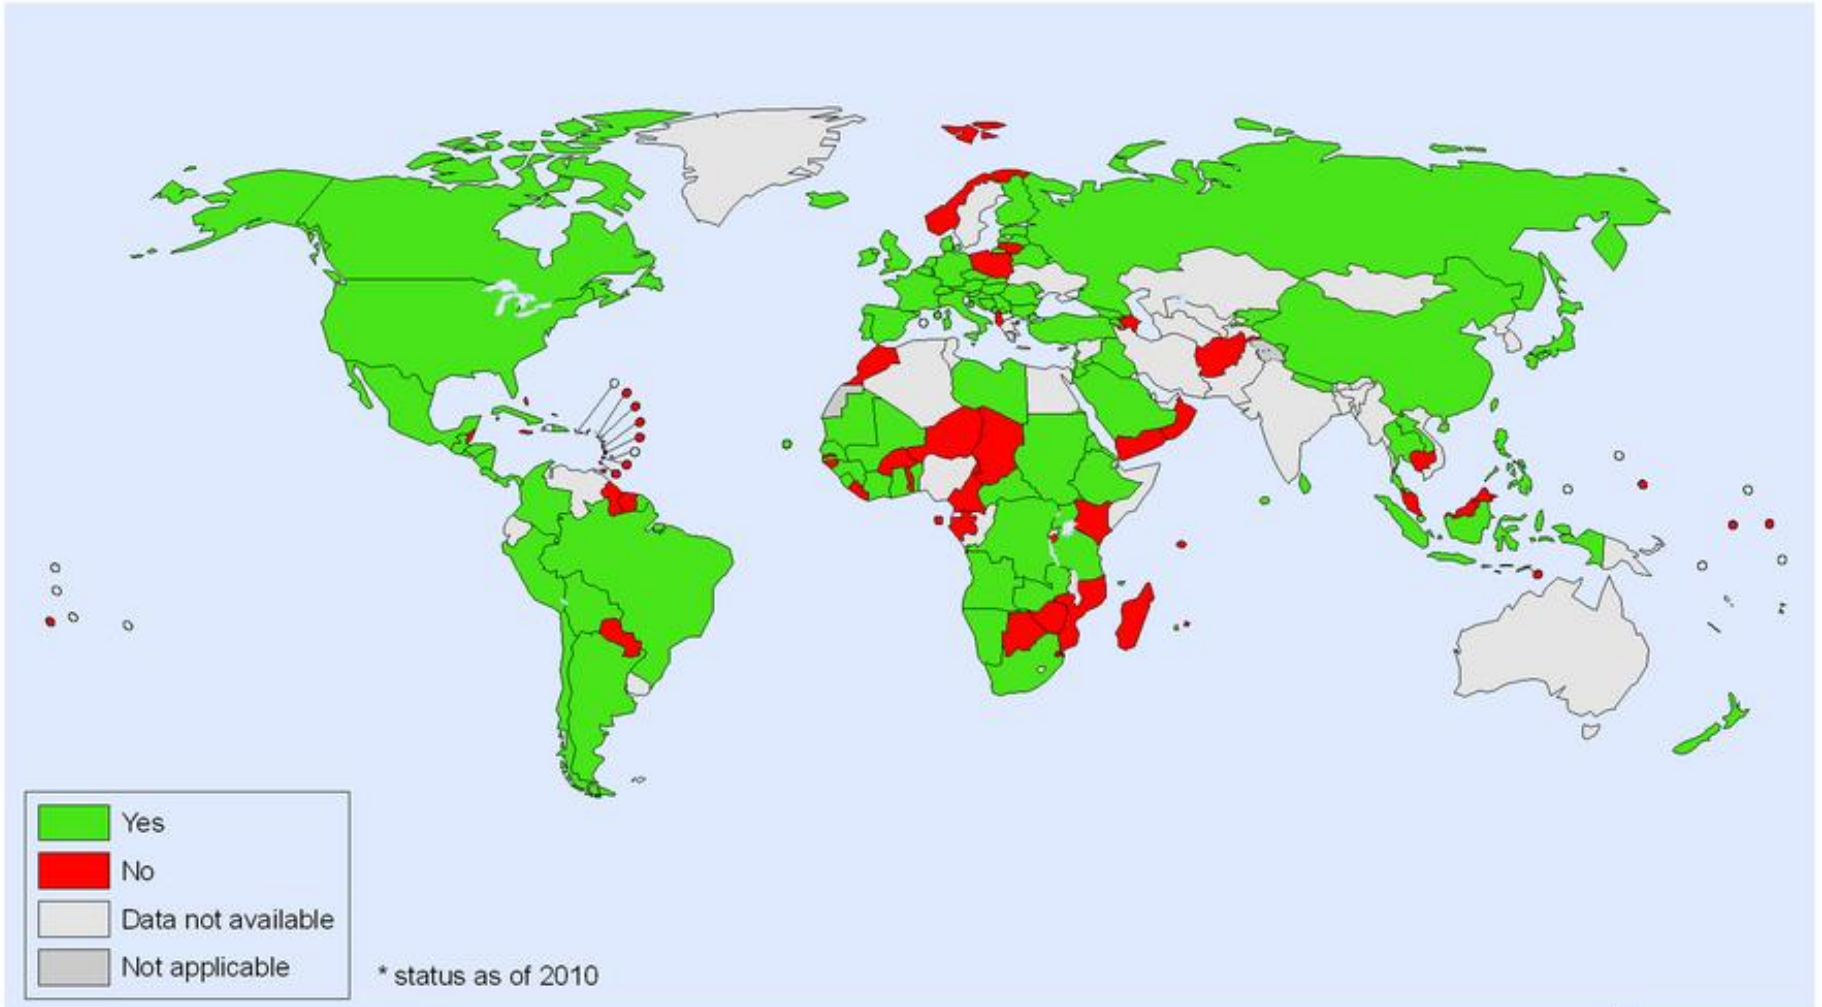 Yes
No
Data not available
Not applicable
* status as of 2010